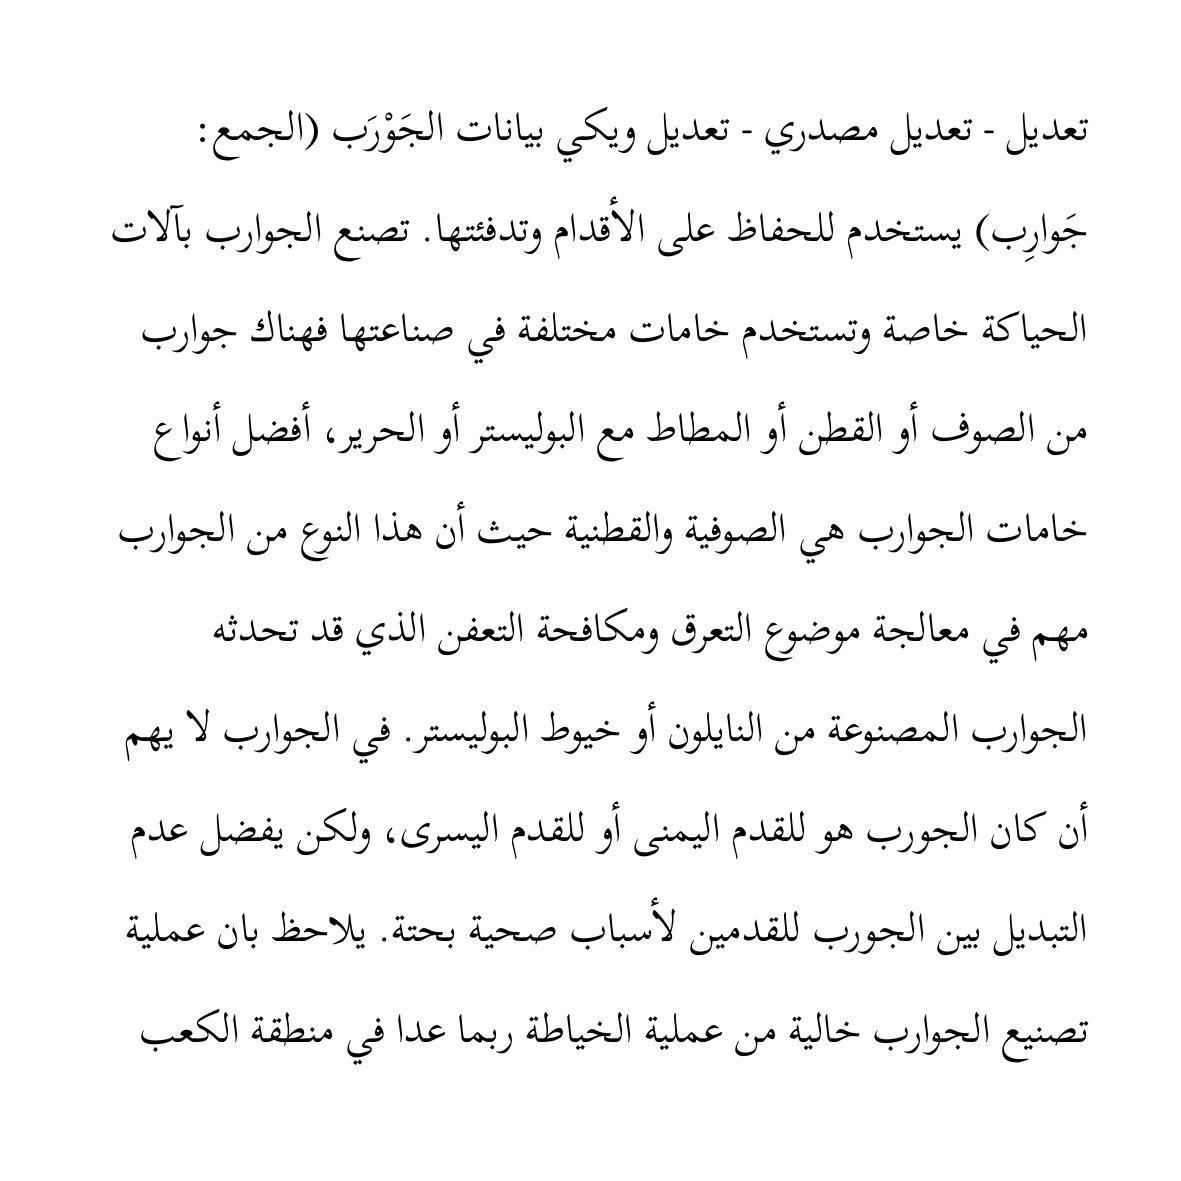 تعديل - تعديل مصدري - تعديل ويكي بيانات الجَوْرَب (الجمع:
جَوارِب) يستخدم للحفاظ على الأقدام وتدفئتها. تصنع الجوارب بآلات
الحياكة خاصة وتستخدم خامات مختلفة في صناعتها فهناك جوارب
من الصوف أو القطن أو المطاط مع البوليستر أو الحرير، أفضل أنواع
خامات الجوارب هي الصوفية والقطنية حيث أن هذا النوع من الجوارب
مهم في معالجة موضوع التعرق ومكافحة التعفن الذي قد تحدثه
الجوارب المصنوعة من النايلون أو خيوط البوليستر. في الجوارب لا يهم
أن كان الجورب هو للقدم اليمنى أو للقدم اليسرى، ولكن يفضل عدم
التبديل بين الجورب للقدمين لأسباب صحية بحتة. يلاحظ بان عملية
تصنيع الجوارب خالية من عملية الخياطة ربما عدا في منطقة الكعب